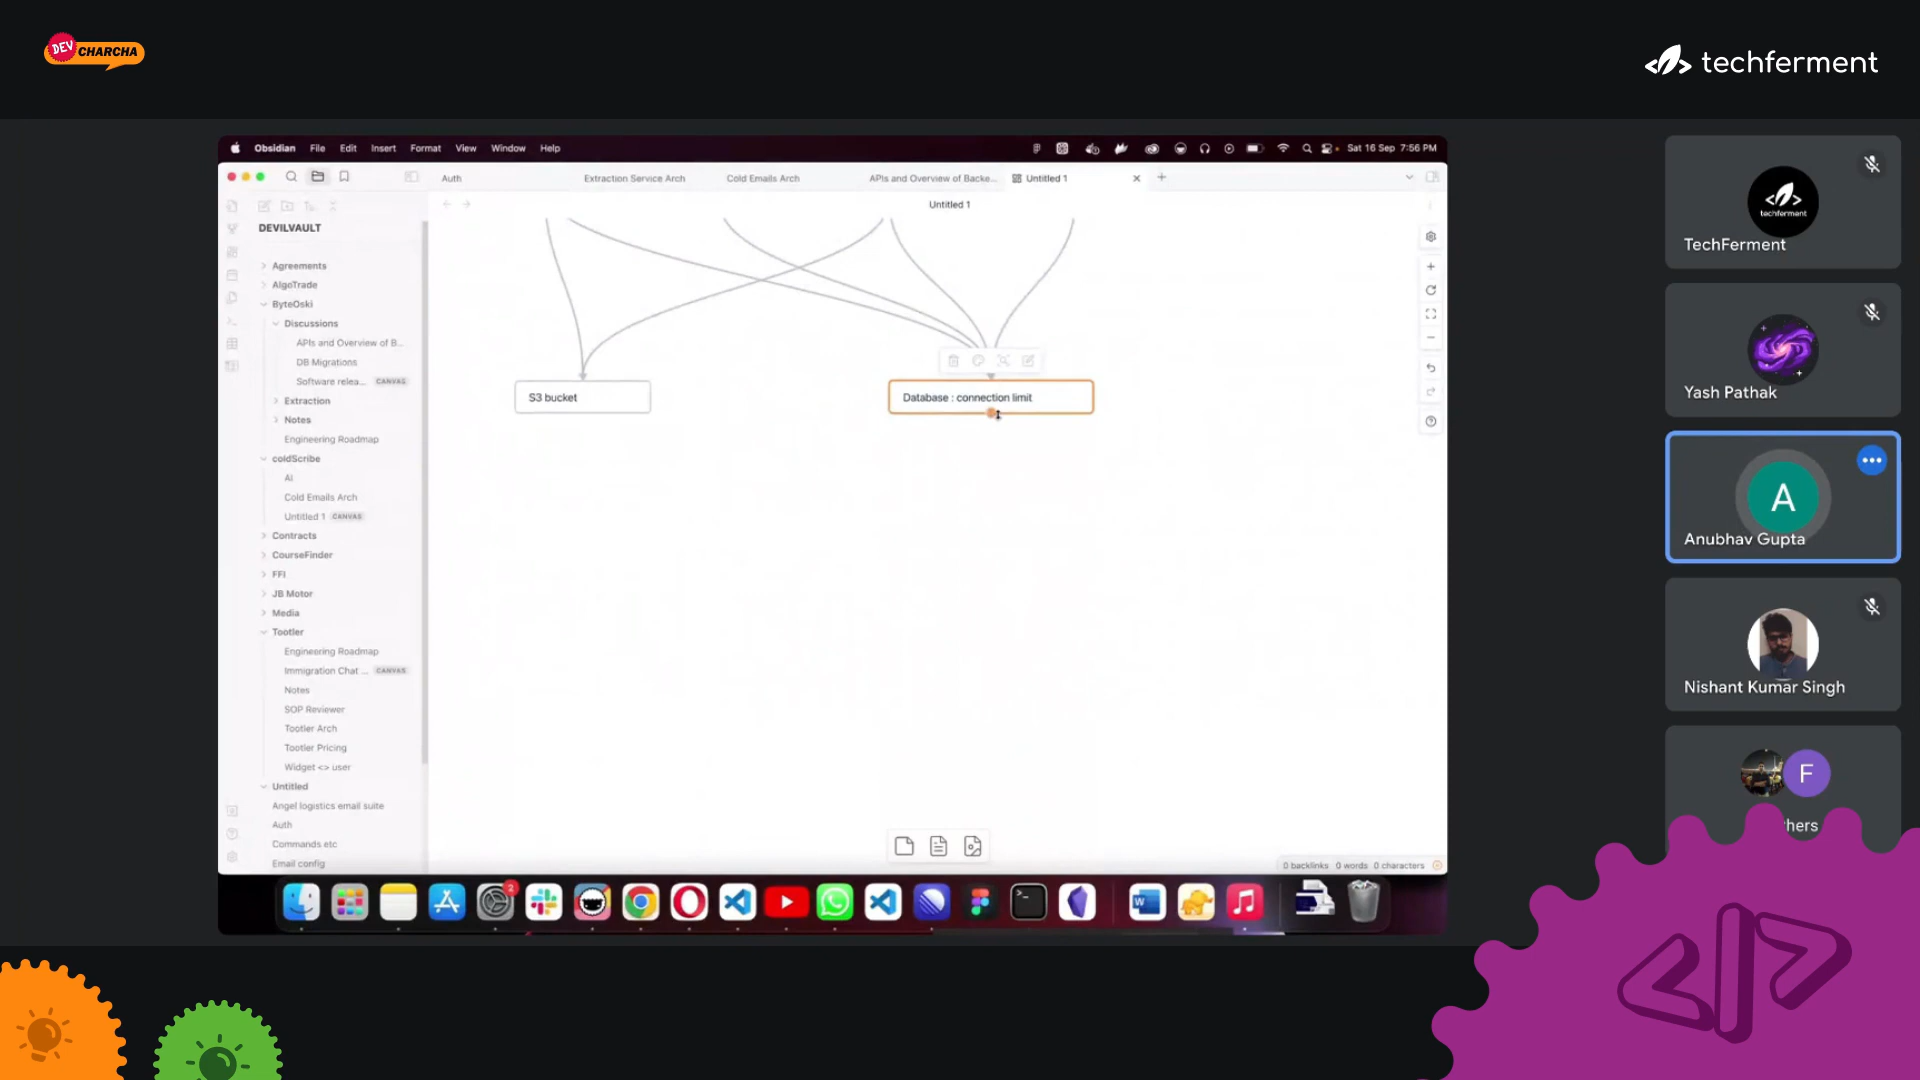 DEV CHARCHA
techferment
Obsidian File Edit Insert Format View Window Help
Sat 16 Sep 7:56 PM
Auth
Extraction Service Arch
Cold Emails Arch
APIs and Overview of Backe...
Untitled 1
Untitled 1
DEVILVAULT
Agreements
AlgoTrade
ByteOski
Discussions
APIs and Overview of B...
DB Migrations
Software relea... CANVAS
Extraction
Notes
Engineering Roadmap
coldScribe
AI
Cold Emails Arch
Untitled 1 CANVAS
Contracts
CourseFinder
FFI
JB Motor
Media
Tootler
Engineering Roadmap
Immigration Chat ... CANVAS
Notes
SOP Reviewer
Tootler Arch
Tootler Pricing
Widget <> user
Untitled
Angel logistics email suite
Auth
Commands etc
Email config
S3 bucket
Database : connection limit
0 backlinks 0 words 0 characters
2
W
techferment
TechFerment
Yash Pathak
A
Anubhav Gupta
Nishant Kumar Singh
F
hers